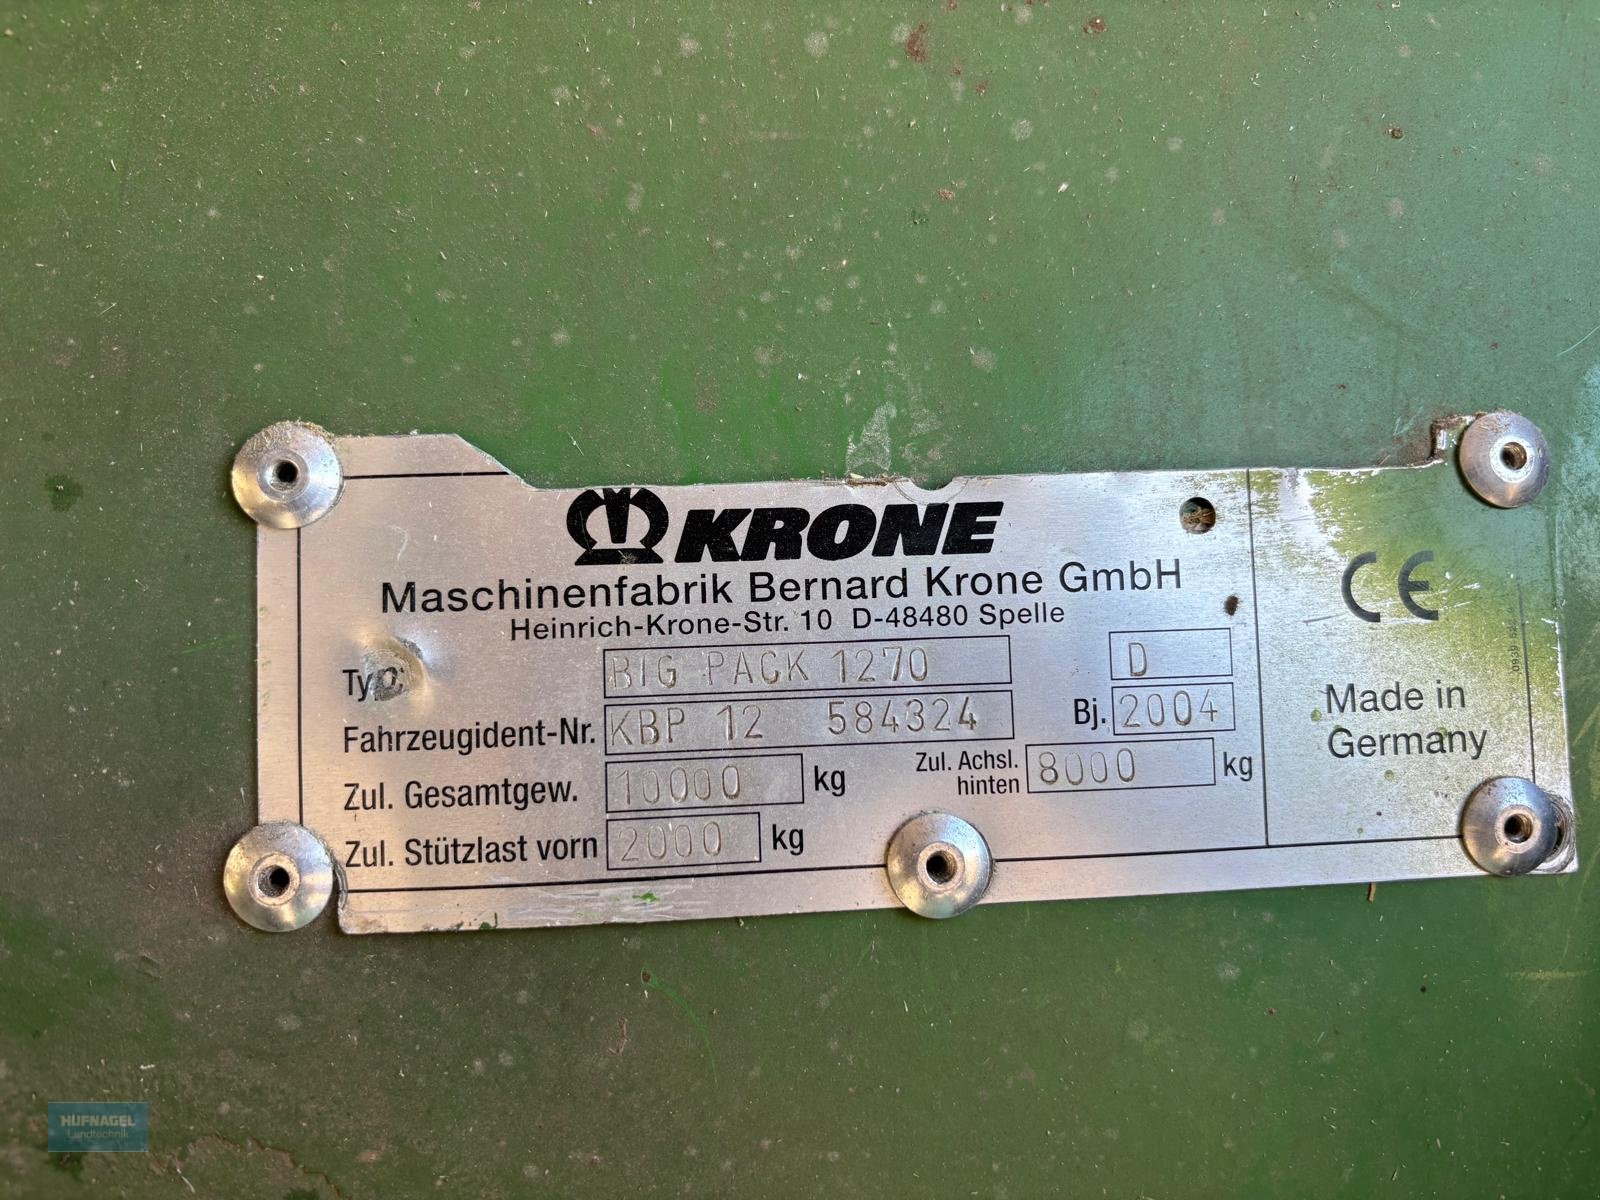 KRONE
Maschinenfabrik Bernard Krone GmbH
Heinrich-Krone-Str. 10 D-48480 Spelle
Typ: BIG PACK 1270 D
Fahrzeugident-Nr. KBP 12 584324 Bj. 2004
Zul. Gesamtgew. 10000 kg Zul. Achsl. hinten 8000 kg
Zul. Stützlast vorn 2000 kg
CE
Made in
Germany
HUFNAGEL
Landtechnik